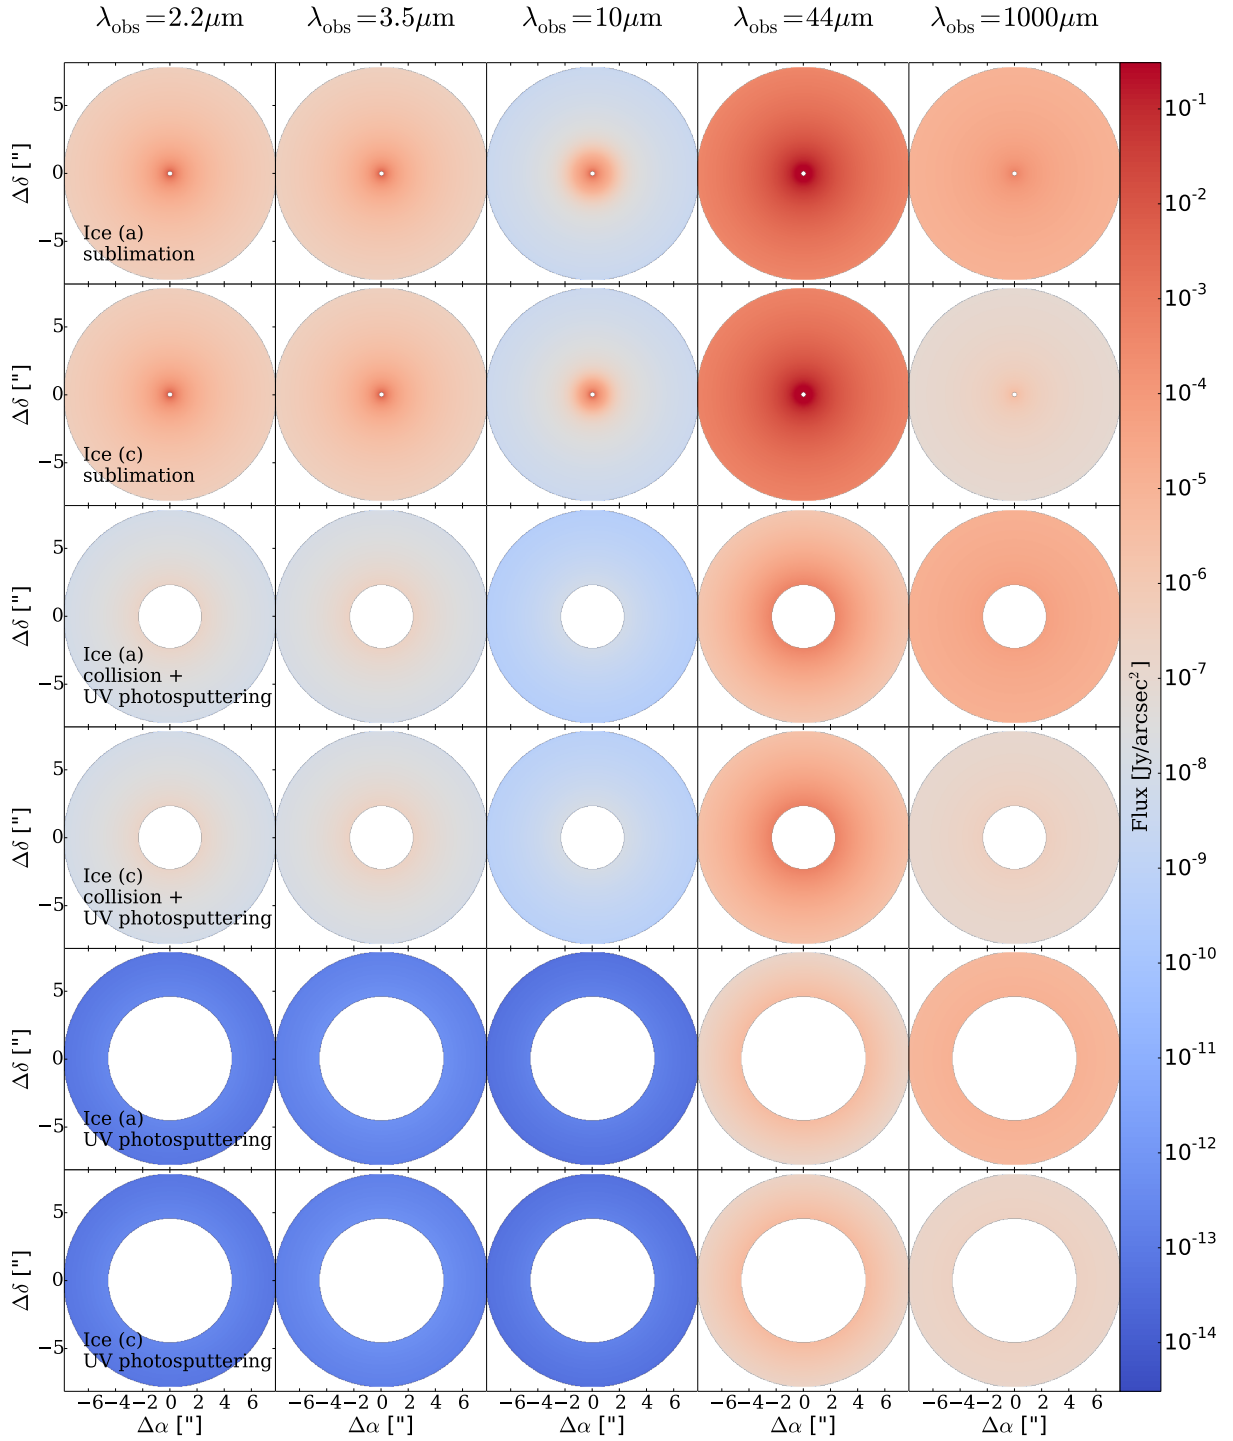 λobs=2.2μm λobs=3.5μm λobs=10μm λobs=44μm λobs=1000μm
Δδ ["]
5
0
−5
Ice (a)
sublimation
Δδ ["]
5
0
−5
Ice (c)
sublimation
Δδ ["]
5
0
−5
Ice (a)
collision +
UV photosputtering
Δδ ["]
5
0
−5
Ice (c)
collision +
UV photosputtering
Δδ ["]
5
0
−5
Ice (a)
UV photosputtering
Δδ ["]
5
0
−5
Ice (c)
UV photosputtering
−6−4−2 0 2 4 6 −6−4−2 0 2 4 6 −6−4−2 0 2 4 6 −6−4−2 0 2 4 6 −6−4−2 0 2 4 6
Δα ["] Δα ["] Δα ["] Δα ["] Δα ["]
10^-1
10^-2
10^-3
10^-4
10^-5
10^-6
10^-7
10^-8
10^-9
10^-10
10^-11
10^-12
10^-13
10^-14
Flux [Jy/arcsec²]